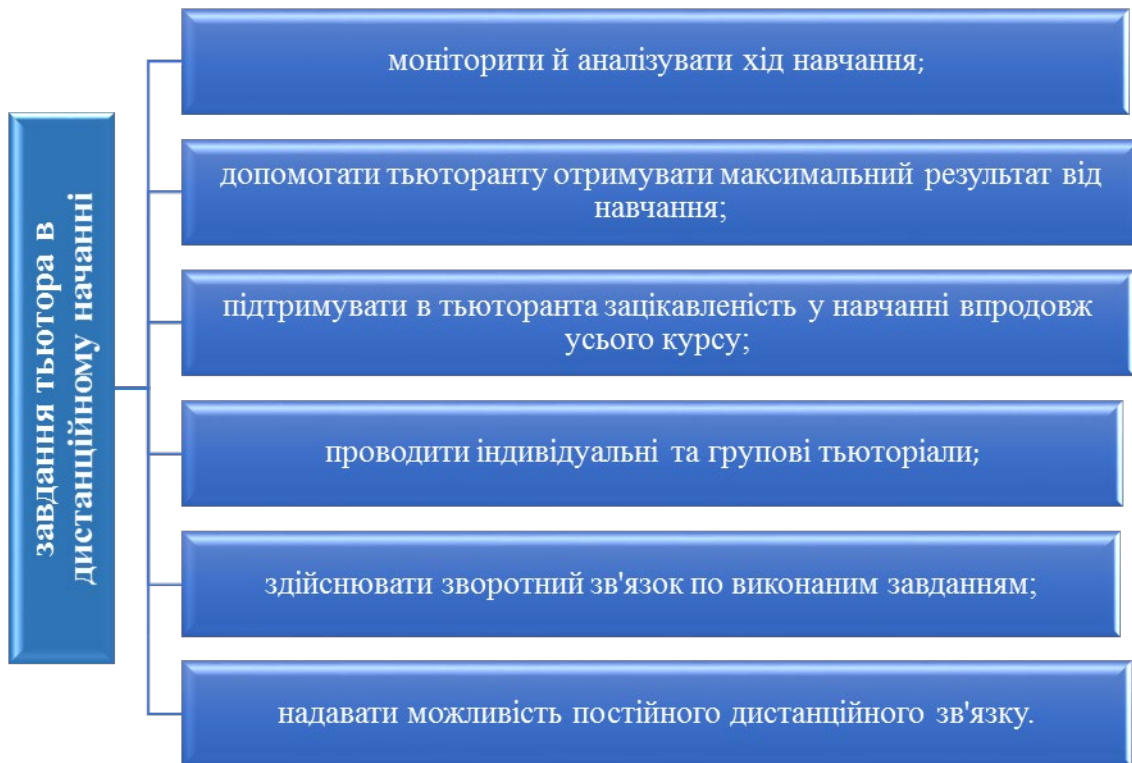 завдання тьютора в
дистанційному начанні
моніторити й аналізувати хід навчання;
допомогати тьюторанту отримувати максимальний результат від
навчання;
підтримувати в тьюторанта зацікавленість у навчанні впродовж
усього курсу;
проводити індивідуальні та групові тьюторіали;
здійснювати зворотний зв'язок по виконаним завданням;
надавати можливість постійного дистанційного зв'язку.